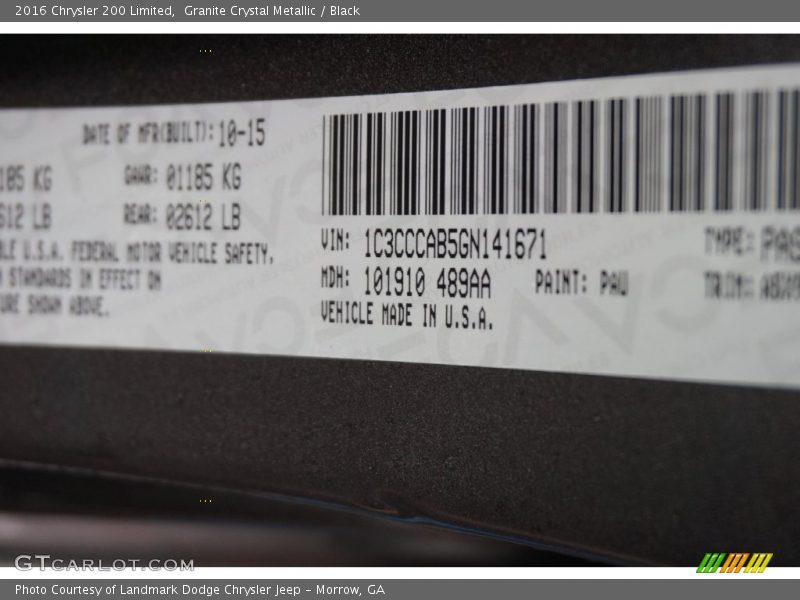 2016 Chrysler 200 Limited, Granite Crystal Metallic / Black
DATE OF MFR(BUILT): 10-15
185 KG GAWR: 01185 KG
612 LB REAR: 02612 LB
BLE U.S.A. FEDERAL MOTOR VEHICLE SAFETY,
STANDARDS IN EFFECT ON
URE SHOWN ABOVE.
VIN: 1C3CCCAB5GN141671 TYPE: PAS
MDH: 101910 489AA PAINT: PAU TRIM:
VEHICLE MADE IN U.S.A.
GTCARLOT.COM
Photo Courtesy of Landmark Dodge Chrysler Jeep – Morrow, GA